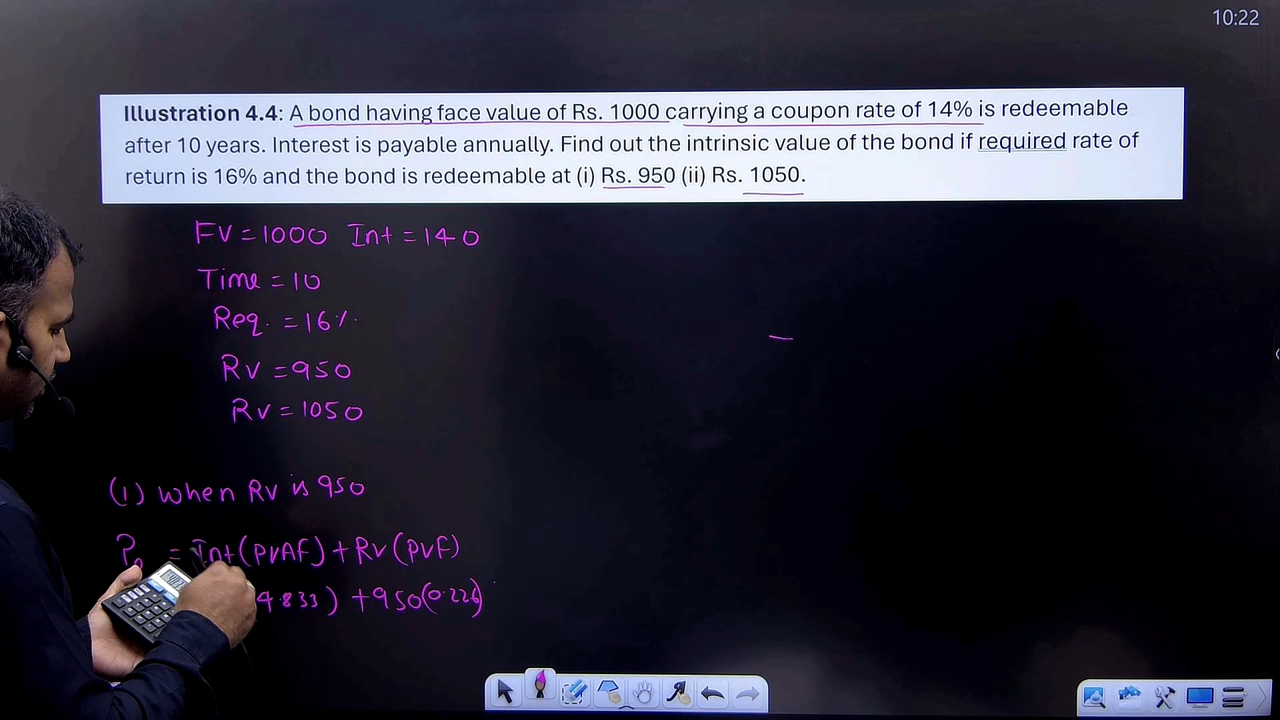 10:22
Illustration 4.4: A bond having face value of Rs. 1000 carrying a coupon rate of 14% is redeemable
after 10 years. Interest is payable annually. Find out the intrinsic value of the bond if required rate of
return is 16% and the bond is redeemable at (i) Rs. 950 (ii) Rs. 1050.
FV = 1000 Int = 140
Time = 10
Req. = 16%
RV = 950
RV = 1050
(1) when RV is 950
P₀ = Int (PVAF) + RV (PVF)
4.833) + 950(0.226)